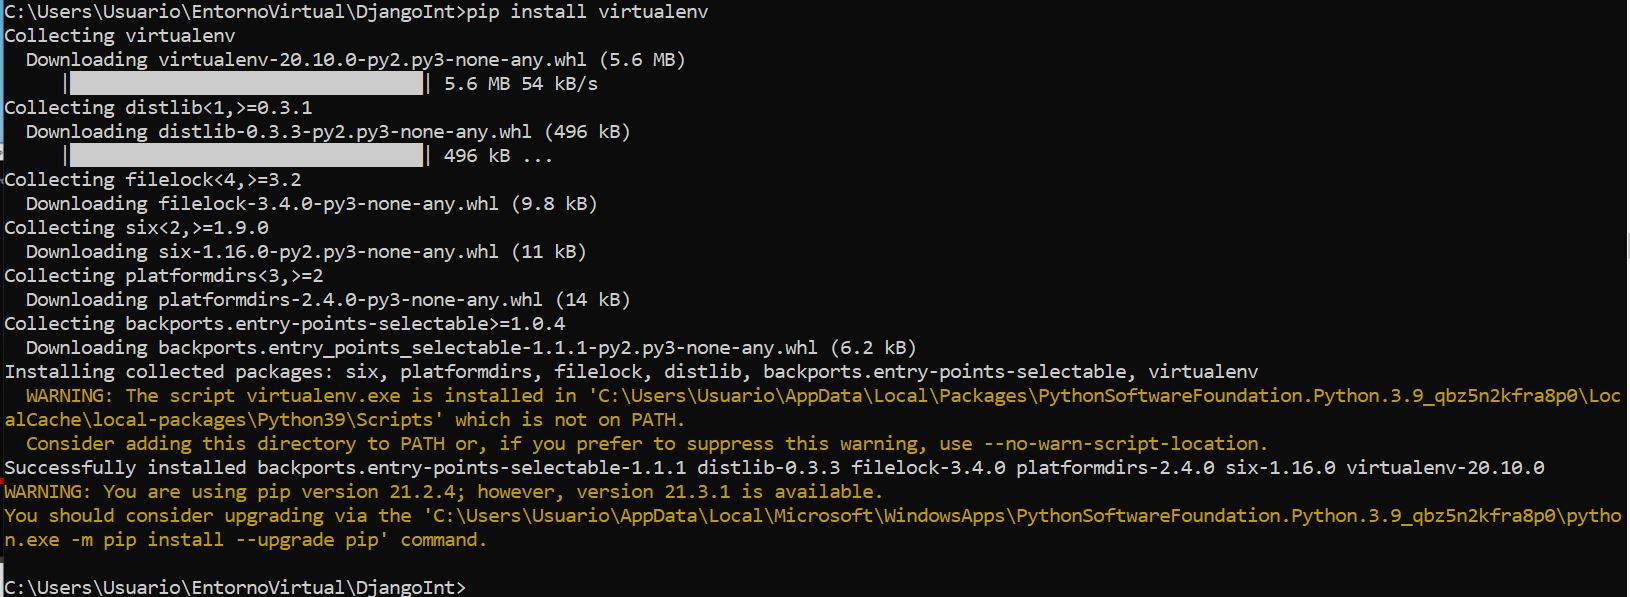 C:\Users\Usuario\EntornoVirtual\DjangoInt>pip install virtualenv
Collecting virtualenv
  Downloading virtualenv-20.10.0-py2.py3-none-any.whl (5.6 MB)
     |████████████████████████████████| 5.6 MB 54 kB/s
Collecting distlib<1,>=0.3.1
  Downloading distlib-0.3.3-py2.py3-none-any.whl (496 kB)
     |████████████████████████████████| 496 kB ...
Collecting filelock<4,>=3.2
  Downloading filelock-3.4.0-py3-none-any.whl (9.8 kB)
Collecting six<2,>=1.9.0
  Downloading six-1.16.0-py2.py3-none-any.whl (11 kB)
Collecting platformdirs<3,>=2
  Downloading platformdirs-2.4.0-py3-none-any.whl (14 kB)
Collecting backports.entry-points-selectable>=1.0.4
  Downloading backports.entry_points_selectable-1.1.1-py2.py3-none-any.whl (6.2 kB)
Installing collected packages: six, platformdirs, filelock, distlib, backports.entry-points-selectable, virtualenv
  WARNING: The script virtualenv.exe is installed in 'C:\Users\Usuario\AppData\Local\Packages\PythonSoftwareFoundation.Python.3.9_qbz5n2kfra8p0\Loc
alCache\local-packages\Python39\Scripts' which is not on PATH.
  Consider adding this directory to PATH or, if you prefer to suppress this warning, use --no-warn-script-location.
Successfully installed backports.entry-points-selectable-1.1.1 distlib-0.3.3 filelock-3.4.0 platformdirs-2.4.0 six-1.16.0 virtualenv-20.10.0
WARNING: You are using pip version 21.2.4; however, version 21.3.1 is available.
You should consider upgrading via the 'C:\Users\Usuario\AppData\Local\Microsoft\WindowsApps\PythonSoftwareFoundation.Python.3.9_qbz5n2kfra8p0\pytho
n.exe -m pip install --upgrade pip' command.
C:\Users\Usuario\EntornoVirtual\DjangoInt>